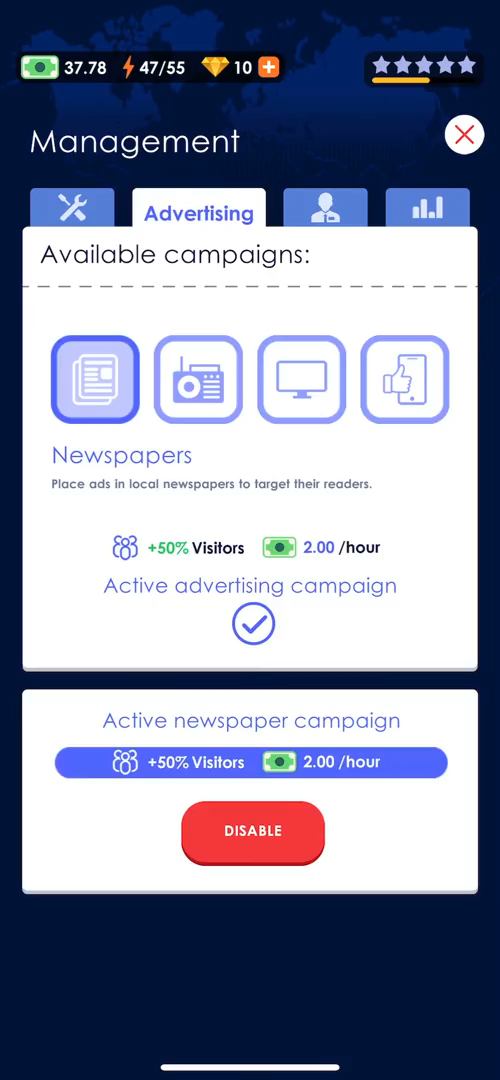 37.78 47/55 10
Management
Advertising
Available campaigns:
Newspapers
Place ads in local newspapers to target their readers.
+50% Visitors 2.00 /hour
Active advertising campaign
Active newspaper campaign
+50% Visitors 2.00 /hour
DISABLE